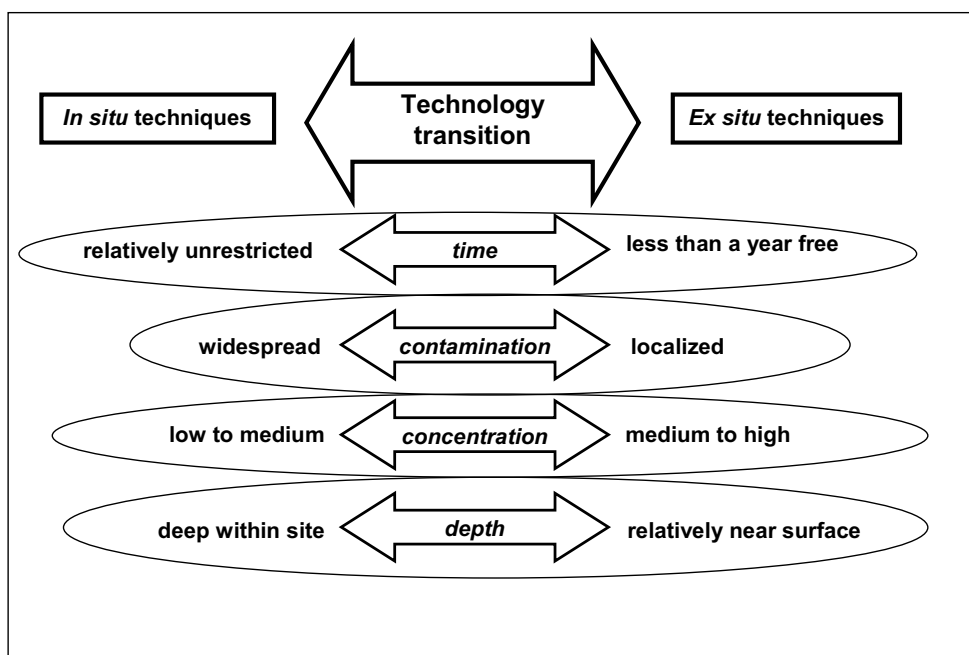 In situ techniques
Technology
transition
Ex situ techniques
relatively unrestricted
time
less than a year free
widespread
contamination
localized
low to medium
concentration
medium to high
deep within site
depth
relatively near surface